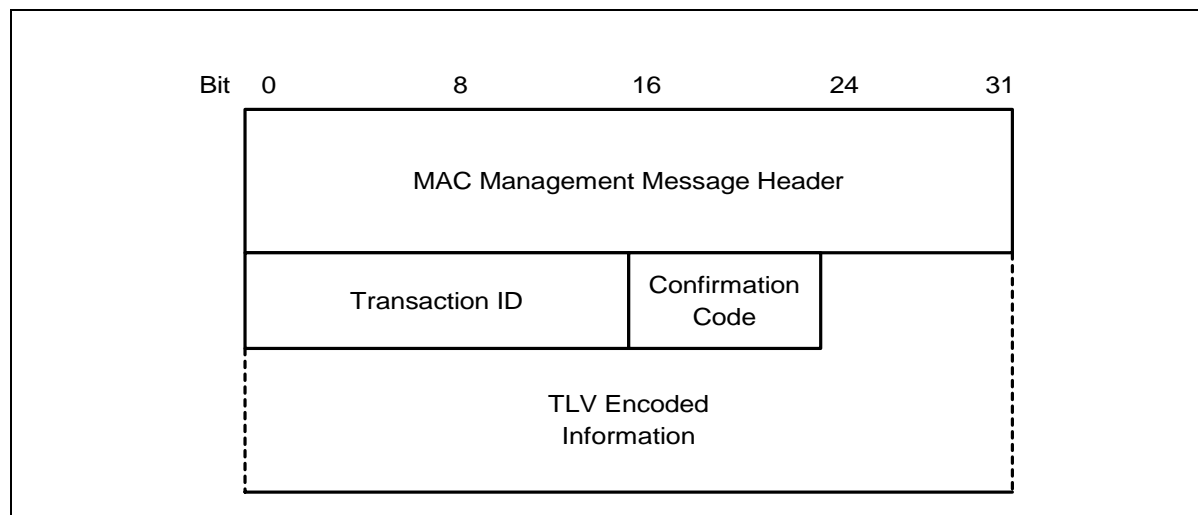 Bit 0 8 16 24 31
MAC Management Message Header
Transaction ID
Confirmation
Code
TLV Encoded
Information